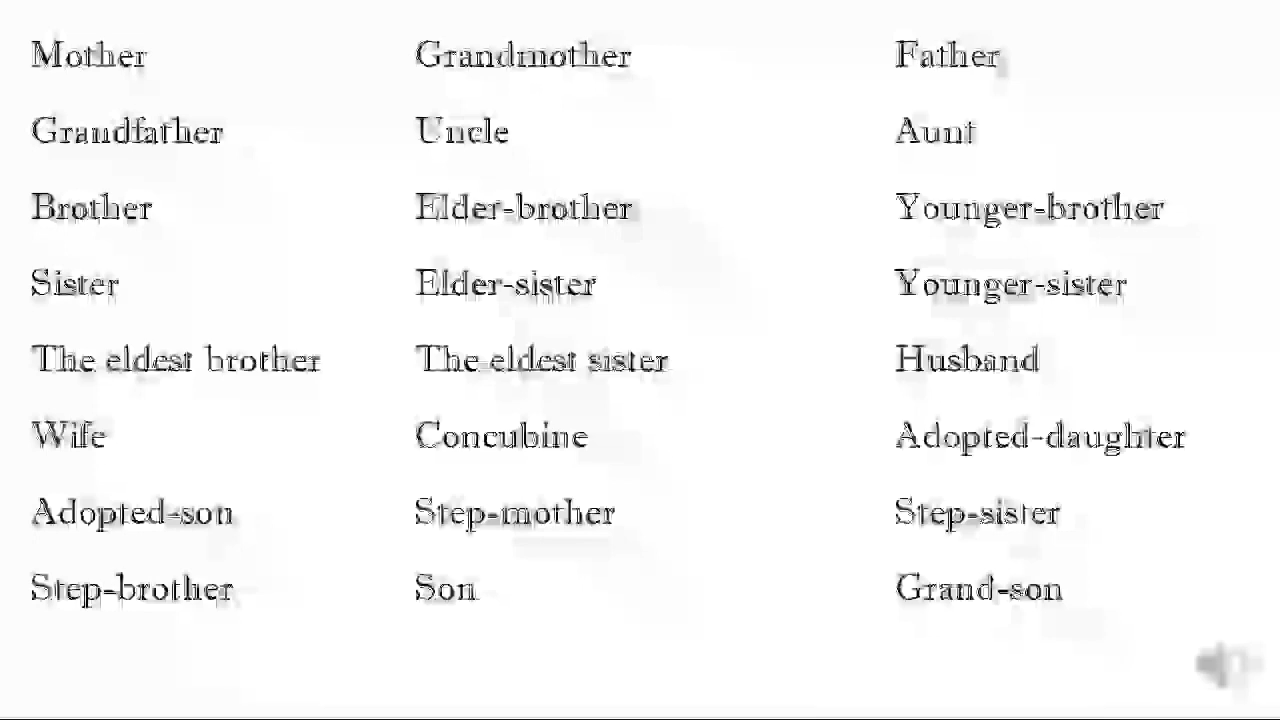 Mother Grandmother Father
Grandfather Uncle Aunt
Brother Elder-brother Younger-brother
Sister Elder-sister Younger-sister
The eldest brother The eldest sister Husband
Wife Concubine Adopted-daughter
Adopted-son Step-mother Step-sister
Step-brother Son Grand-son